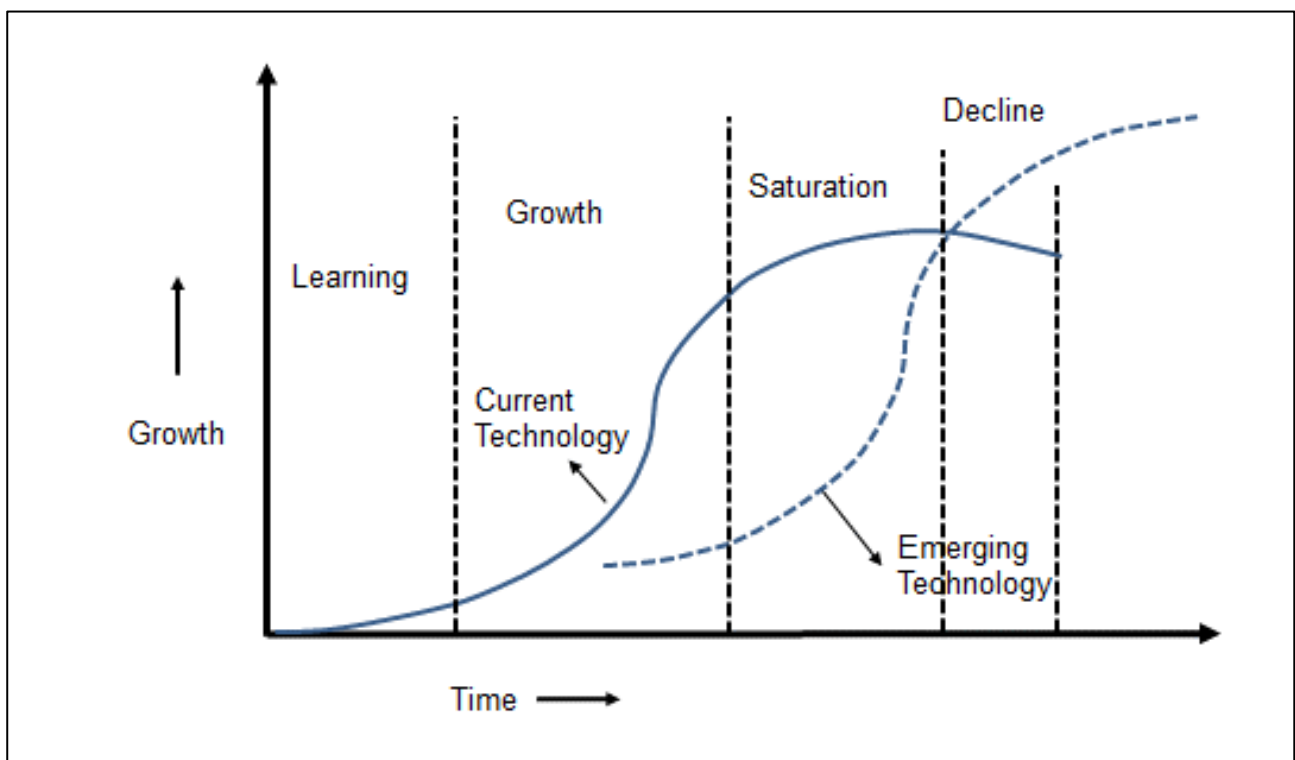 Decline
Saturation
Growth
Learning
Current
Technology
Growth
Emerging
Technology
Time